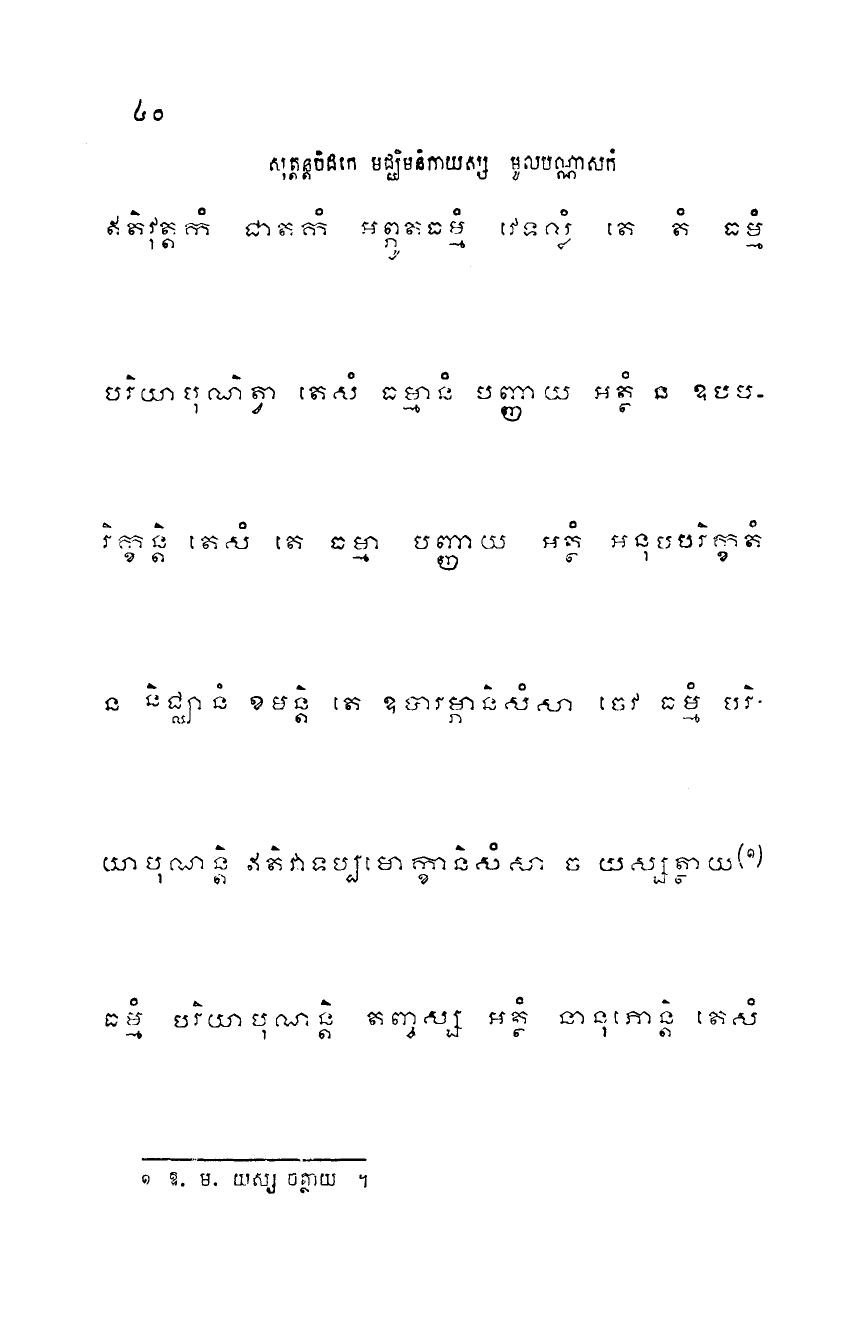 ៤០
សុត្តន្តបិដកេ មជ្ឈិមនិកាយស្ស មូលបណ្ណាសកំ
ឥតិវុត្តកំ ជាតកំ អព្ភូតធម្មំ វេទល្លំ តេ តំ ធម្មំ
បរិយាបុណិត្វា តេសំ ធម្មានំ បញ្ញាយ អត្ថំ ន ឧបប-
រិក្ខន្តិ តេសំ តេ ធម្មា បញ្ញាយ អត្ថំ អនុបបរិក្ខតំ
ន និជ្ឈានំ ខមន្តិ តេ ឧបារម្ភានិសំសា ចេវ ធម្មំ បរិ-
យាបុណន្តិ ឥតិវាទប្បមោក្ខានិសំសា ច យស្សត្ថាយ(១)
ធម្មំ បរិយាបុណន្តិ តញ្ចស្ស អត្ថំ នានុភោន្តិ តេសំ
១ ឱ. ម. យស្ស ចត្ថាយ ។